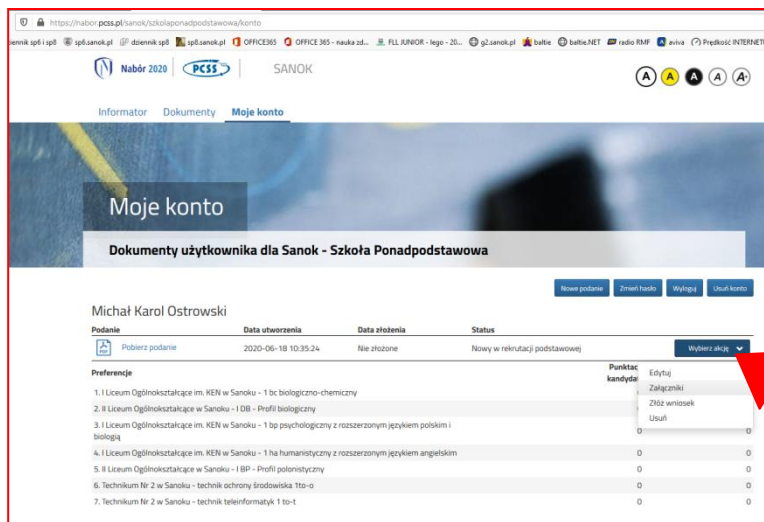 https://nabor.pcss.pl/sanok/szkolaponadpodstawowa/konto
dziennik sp6 i sp8 sp6.sanok.pl dziennik sp8 sp8.sanok.pl OFFICE365 OFFICE 365 - nauka zd... FLL JUNIOR - lego - 20... g2.sanok.pl baltie baltie.NET radio RMF aviva Prędkość INTERNET
Nabór 2020 PCSS SANOK
A A A A A+
Informator Dokumenty Moje konto
Moje konto
Dokumenty użytkownika dla Sanok - Szkoła Ponadpodstawowa
Nowe podanie Zmień hasło Wyloguj Usuń konto
Michał Karol Ostrowski
Podanie Data utworzenia Data złożenia Status
Pobierz podanie 2020-06-18 10:35:24 Nie złożone Nowy w rekrutacji podstawowej Wybierz akcję
Preferencje
Edytuj
Załączniki
Złóż wniosek
Usuń
1. I Liceum Ogólnokształcące im. KEN w Sanoku - 1 bc biologiczno-chemiczny
2. II Liceum Ogólnokształcące w Sanoku - I DB - Profil biologiczny
3. I Liceum Ogólnokształcące im. KEN w Sanoku - 1 bp psychologiczny z rozszerzonym językiem polskim i
biologią 0 0
4. I Liceum Ogólnokształcące im. KEN w Sanoku - 1 ha humanistyczny z rozszerzonym językiem angielskim 0 0
5. II Liceum Ogólnokształcące w Sanoku - I BP - Profil polonistyczny 0 0
6. Technikum Nr 2 w Sanoku - technik ochrony środowiska 1to-o 0 0
7. Technikum Nr 2 w Sanoku - technik teleinformatyk 1 to-t 0 0